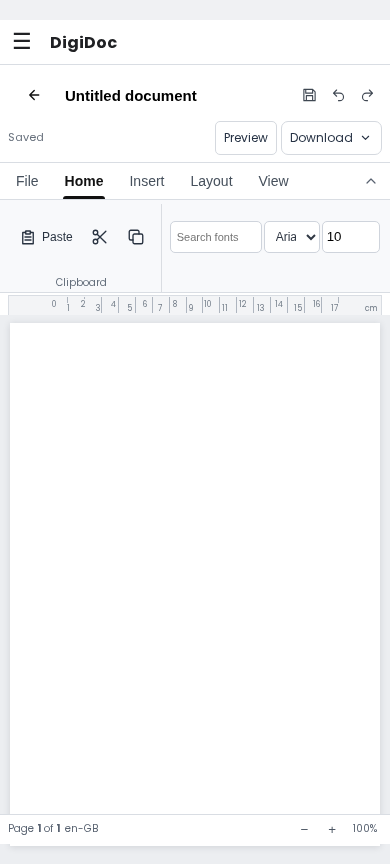 DigiDoc
Untitled document
Saved
Preview
Download
File Home Insert Layout View
Paste
Search fonts
Aria
10
Clipboard
0 1 2 3 4 5 6 7 8 9 10 11 12 13 14 15 16 17 cm
Page 1 of 1 en-GB
− + 100%